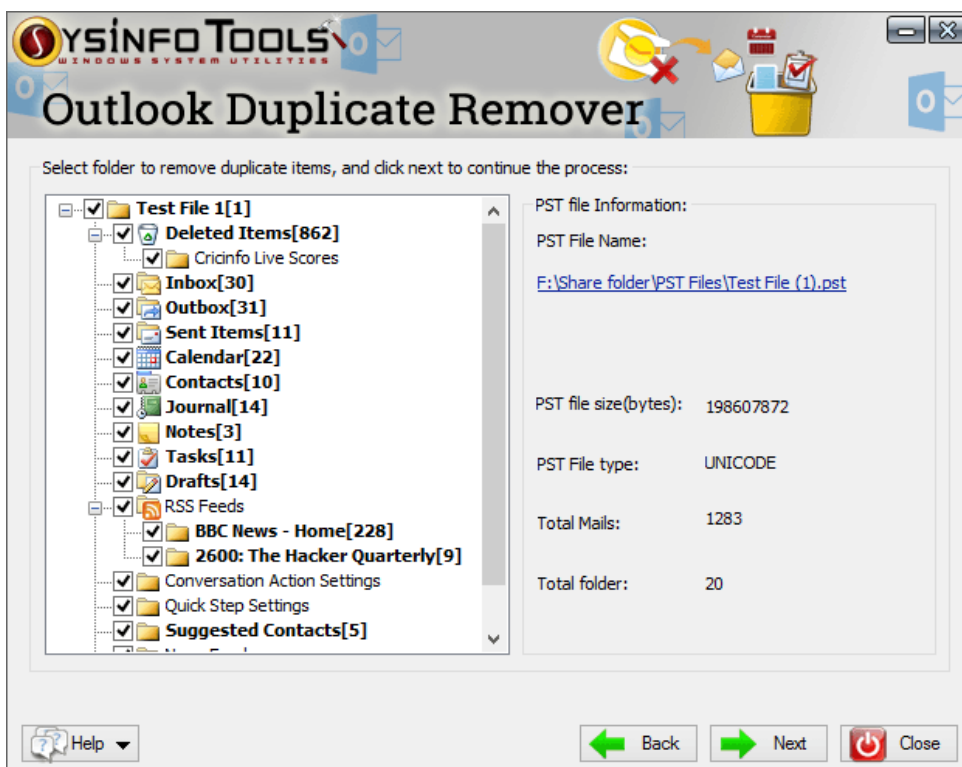 SYSINFOTOOLS
WINDOWS SYSTEM UTILITIES
Outlook Duplicate Remover
Select folder to remove duplicate items, and click next to continue the process:
Test File 1[1]
Deleted Items[862]
Cricinfo Live Scores
Inbox[30]
Outbox[31]
Sent Items[11]
Calendar[22]
Contacts[10]
Journal[14]
Notes[3]
Tasks[11]
Drafts[14]
RSS Feeds
BBC News - Home[228]
2600: The Hacker Quarterly[9]
Conversation Action Settings
Quick Step Settings
Suggested Contacts[5]
PST file Information:
PST File Name:
F:\Share folder\PST Files\Test File (1).pst
PST file size(bytes): 198607872
PST File type: UNICODE
Total Mails: 1283
Total folder: 20
Help
Back
Next
Close